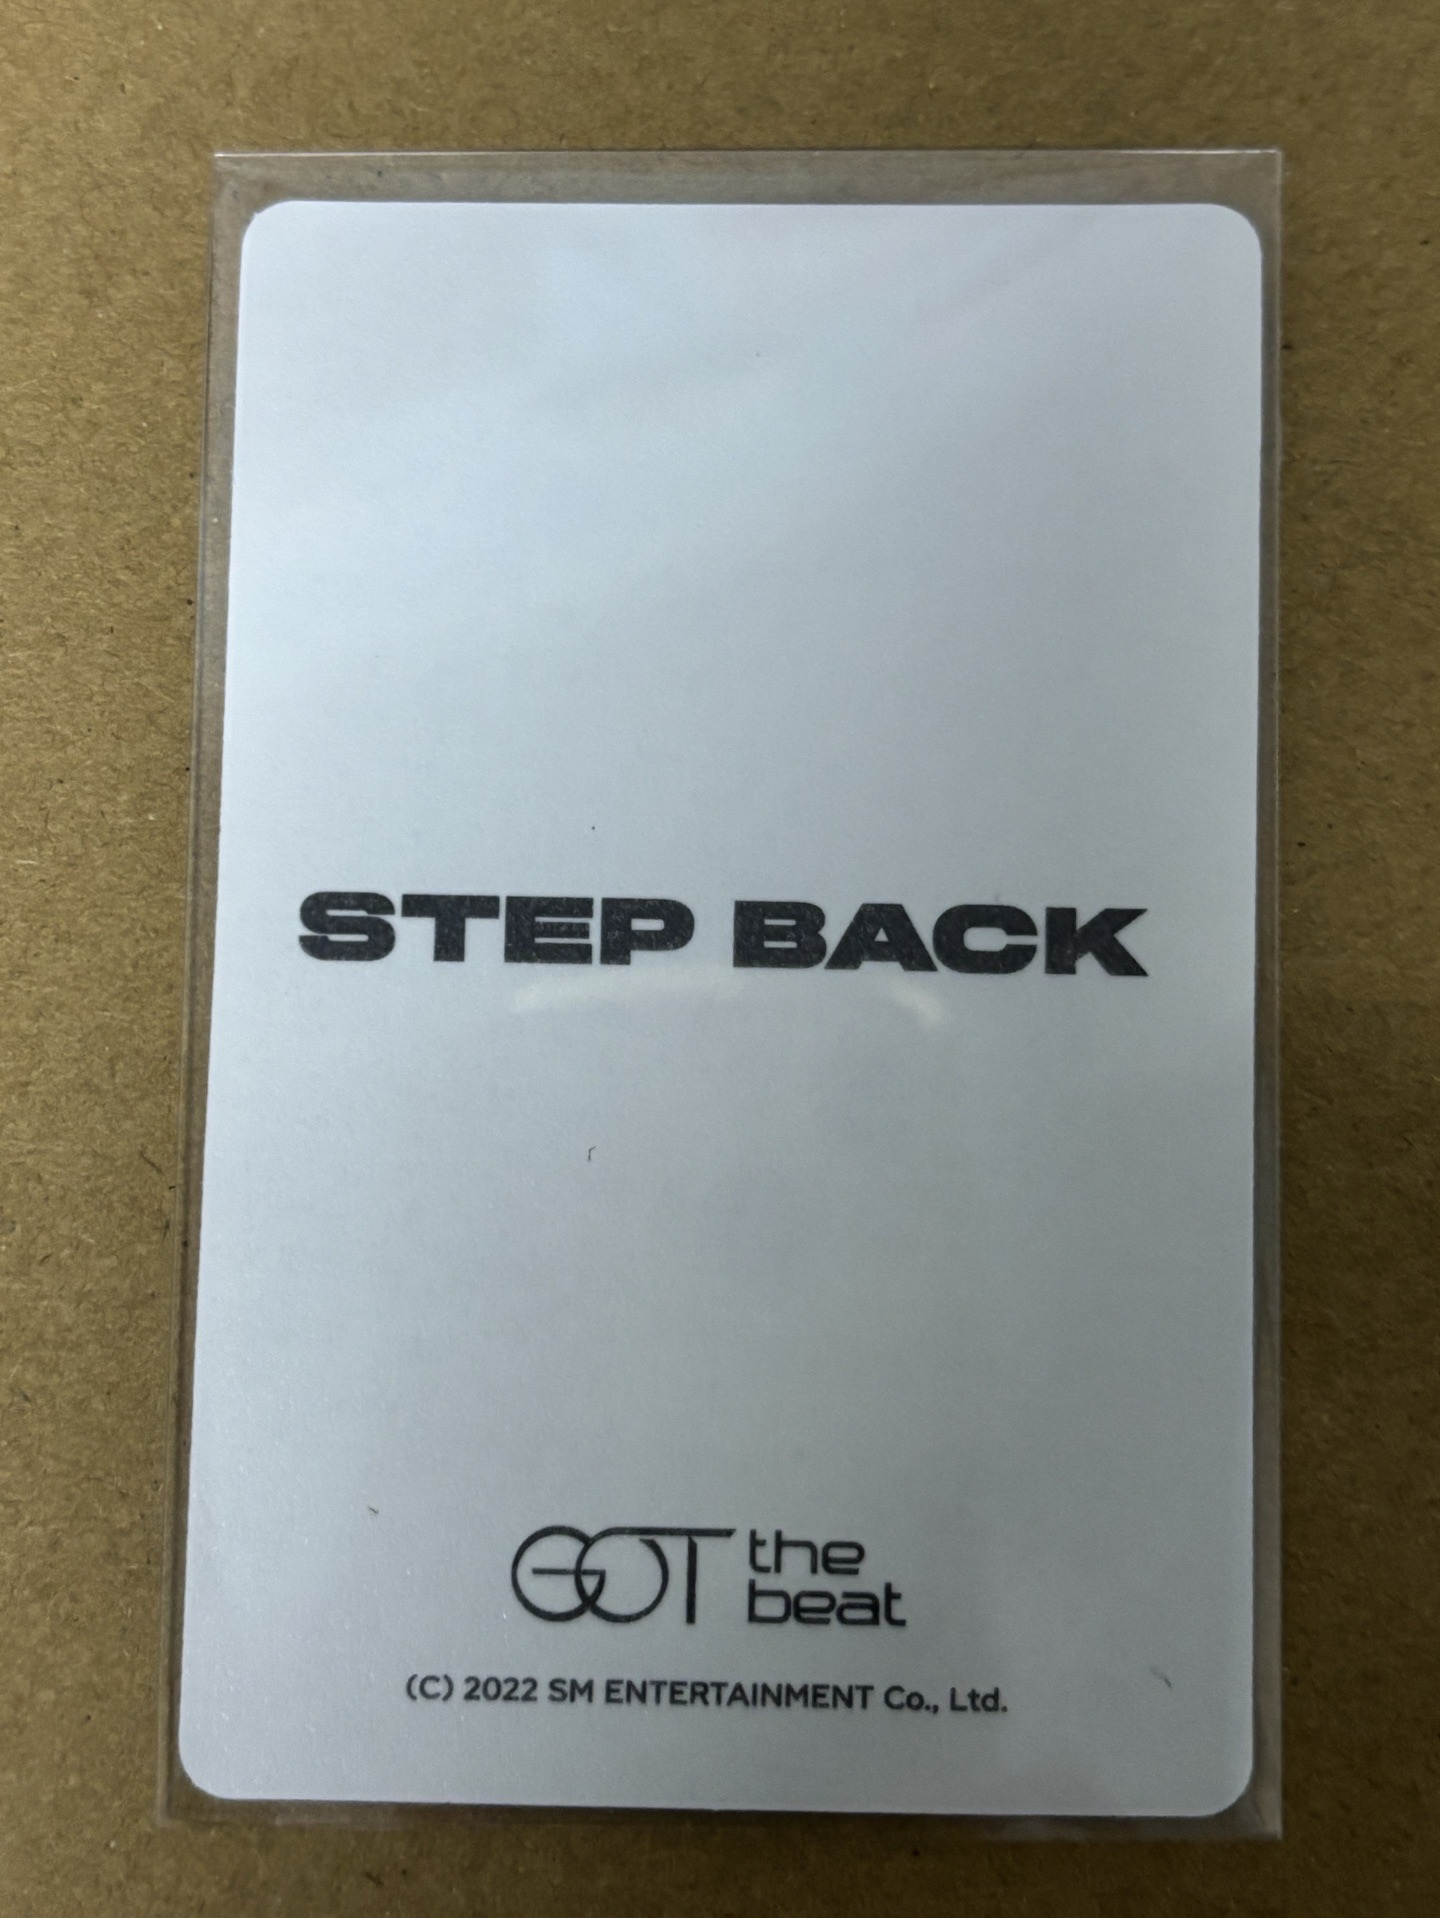 STEP BACK
GOT the
beat
(C) 2022 SM ENTERTAINMENT Co., Ltd.